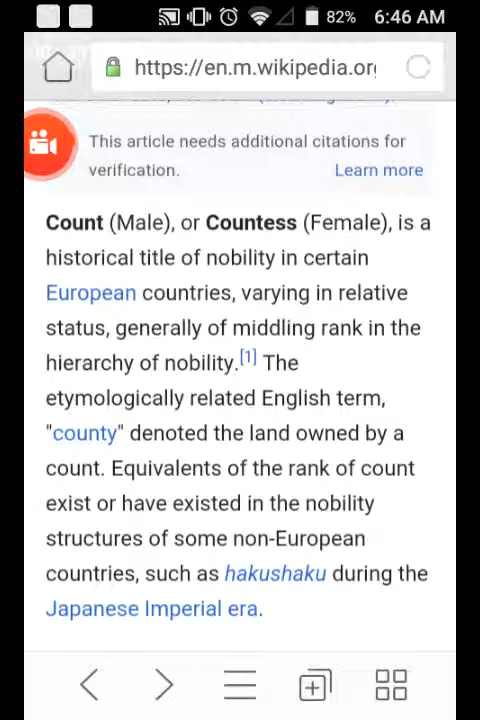 82% 6:46 AM
https://en.m.wikipedia.or
This article needs additional citations for
verification. Learn more
Count (Male), or Countess (Female), is a
historical title of nobility in certain
European countries, varying in relative
status, generally of middling rank in the
hierarchy of nobility.[1] The
etymologically related English term,
"county" denoted the land owned by a
count. Equivalents of the rank of count
exist or have existed in the nobility
structures of some non-European
countries, such as hakushaku during the
Japanese Imperial era.